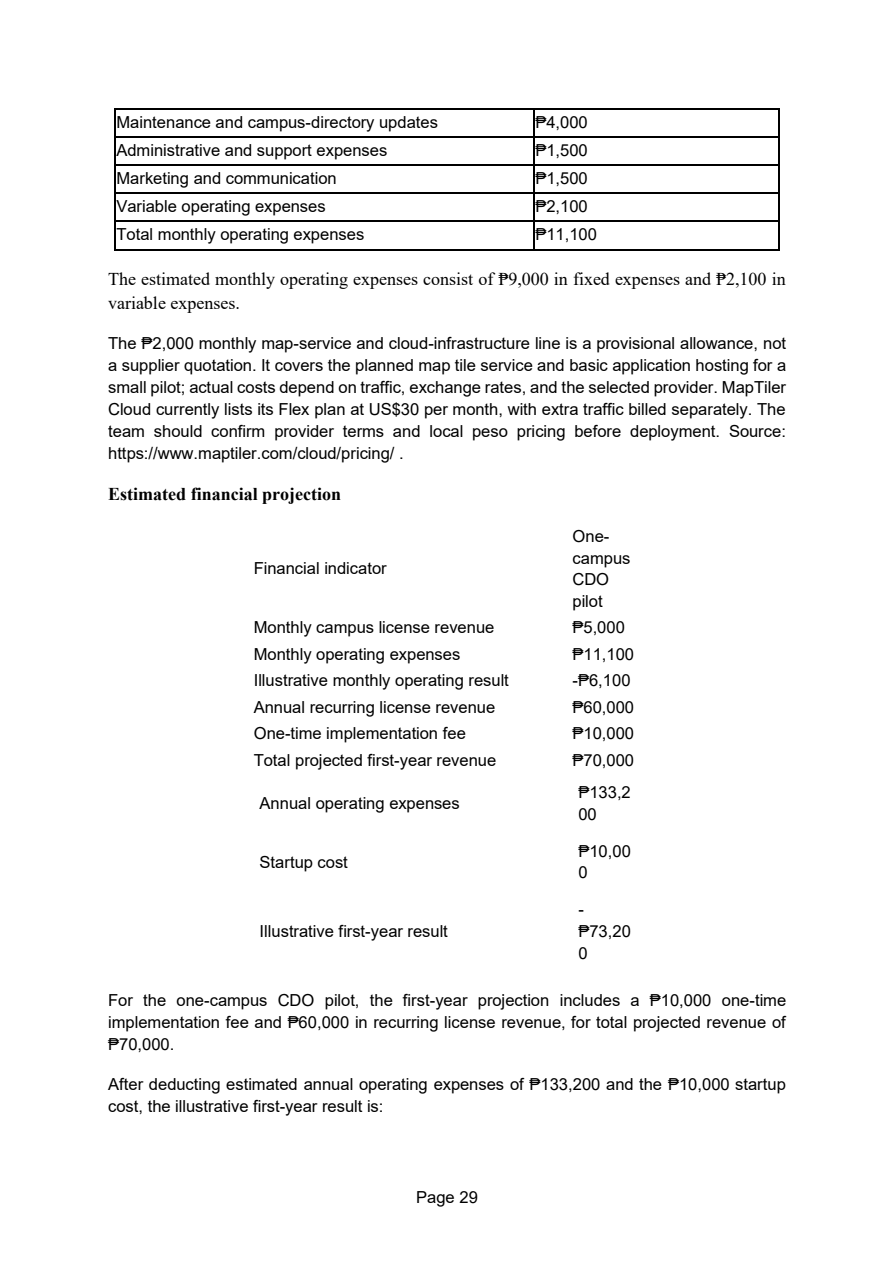 Maintenance and campus-directory updates ₱4,000
Administrative and support expenses ₱1,500
Marketing and communication ₱1,500
Variable operating expenses ₱2,100
Total monthly operating expenses ₱11,100
The estimated monthly operating expenses consist of ₱9,000 in fixed expenses and ₱2,100 in
variable expenses.
The ₱2,000 monthly map-service and cloud-infrastructure line is a provisional allowance, not
a supplier quotation. It covers the planned map tile service and basic application hosting for a
small pilot; actual costs depend on traffic, exchange rates, and the selected provider. MapTiler
Cloud currently lists its Flex plan at US$30 per month, with extra traffic billed separately. The
team should confirm provider terms and local peso pricing before deployment. Source:
https://www.maptiler.com/cloud/pricing/ .
Estimated financial projection
Financial indicator
One-
campus
CDO
pilot
Monthly campus license revenue ₱5,000
Monthly operating expenses ₱11,100
Illustrative monthly operating result -₱6,100
Annual recurring license revenue ₱60,000
One-time implementation fee ₱10,000
Total projected first-year revenue ₱70,000
Annual operating expenses
₱133,2
00
Startup cost
₱10,00
0
Illustrative first-year result
-
₱73,20
0
For the one-campus CDO pilot, the first-year projection includes a ₱10,000 one-time
implementation fee and ₱60,000 in recurring license revenue, for total projected revenue of
₱70,000.
After deducting estimated annual operating expenses of ₱133,200 and the ₱10,000 startup
cost, the illustrative first-year result is:
Page 29